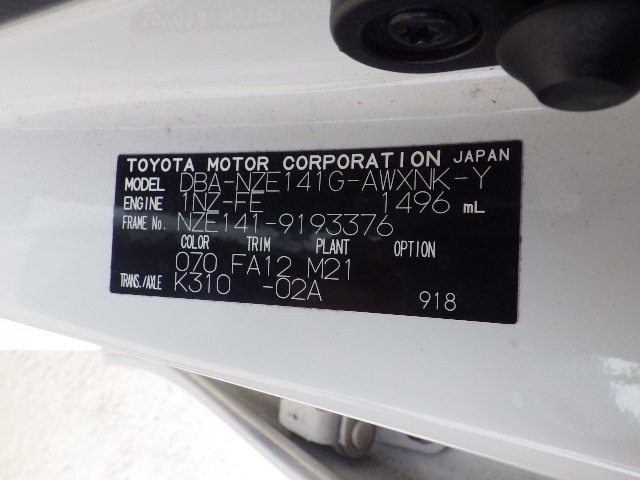 TOYOTA MOTOR CORPORATION JAPAN
MODEL DBA-NZE141G-AWXNK-Y
ENGINE 1NZ-FE 1496 mL
FRAME No. NZE141-9193376
COLOR TRIM PLANT OPTION
070 FA12 M21
TRANS./AXLE K310 -02A
918